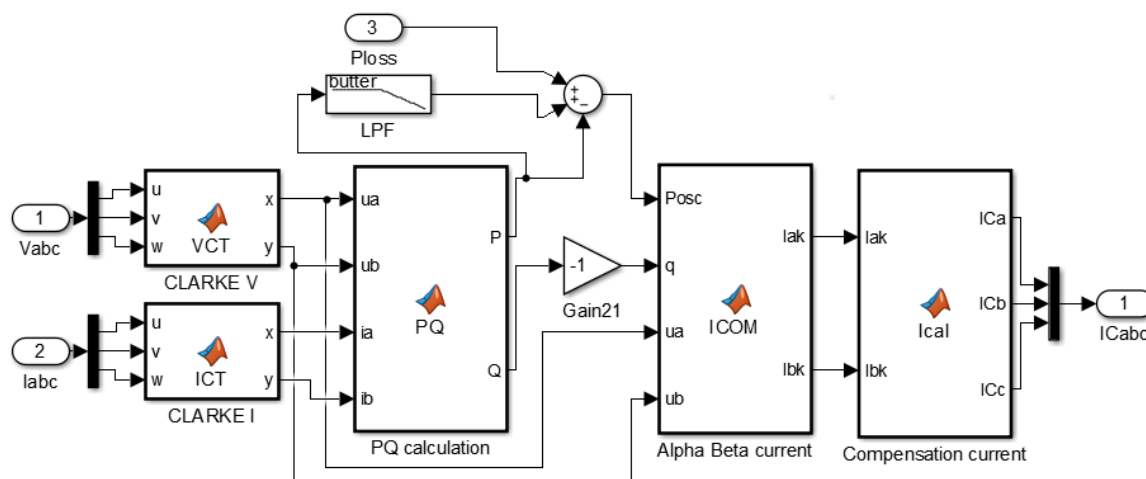 3
Ploss
butter
LPF
+
+
−
1
Vabc
u
v
w
VCT
x
y
CLARKE V
2
Iabc
u
v
w
ICT
x
y
CLARKE I
ua
ub
ia
ib
PQ
P
Q
PQ calculation
-1
Gain21
Posc
q
ua
ub
ICOM
Iak
Ibk
Alpha Beta current
Iak
Ibk
Ical
ICa
ICb
ICc
Compensation current
1
ICabc